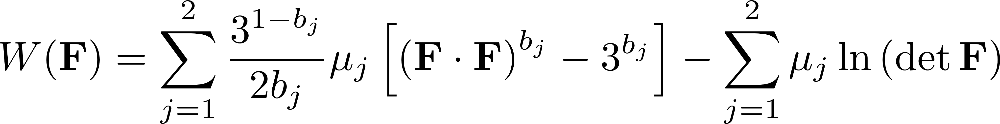 W(\mathbf{F}) = \sum_{j=1}^{2} \frac{3^{1-b_j}}{2b_j} \mu_j \left[ (\mathbf{F} \cdot \mathbf{F})^{b_j} - 3^{b_j} \right] - \sum_{j=1}^{2} \mu_j \ln (\det \mathbf{F})